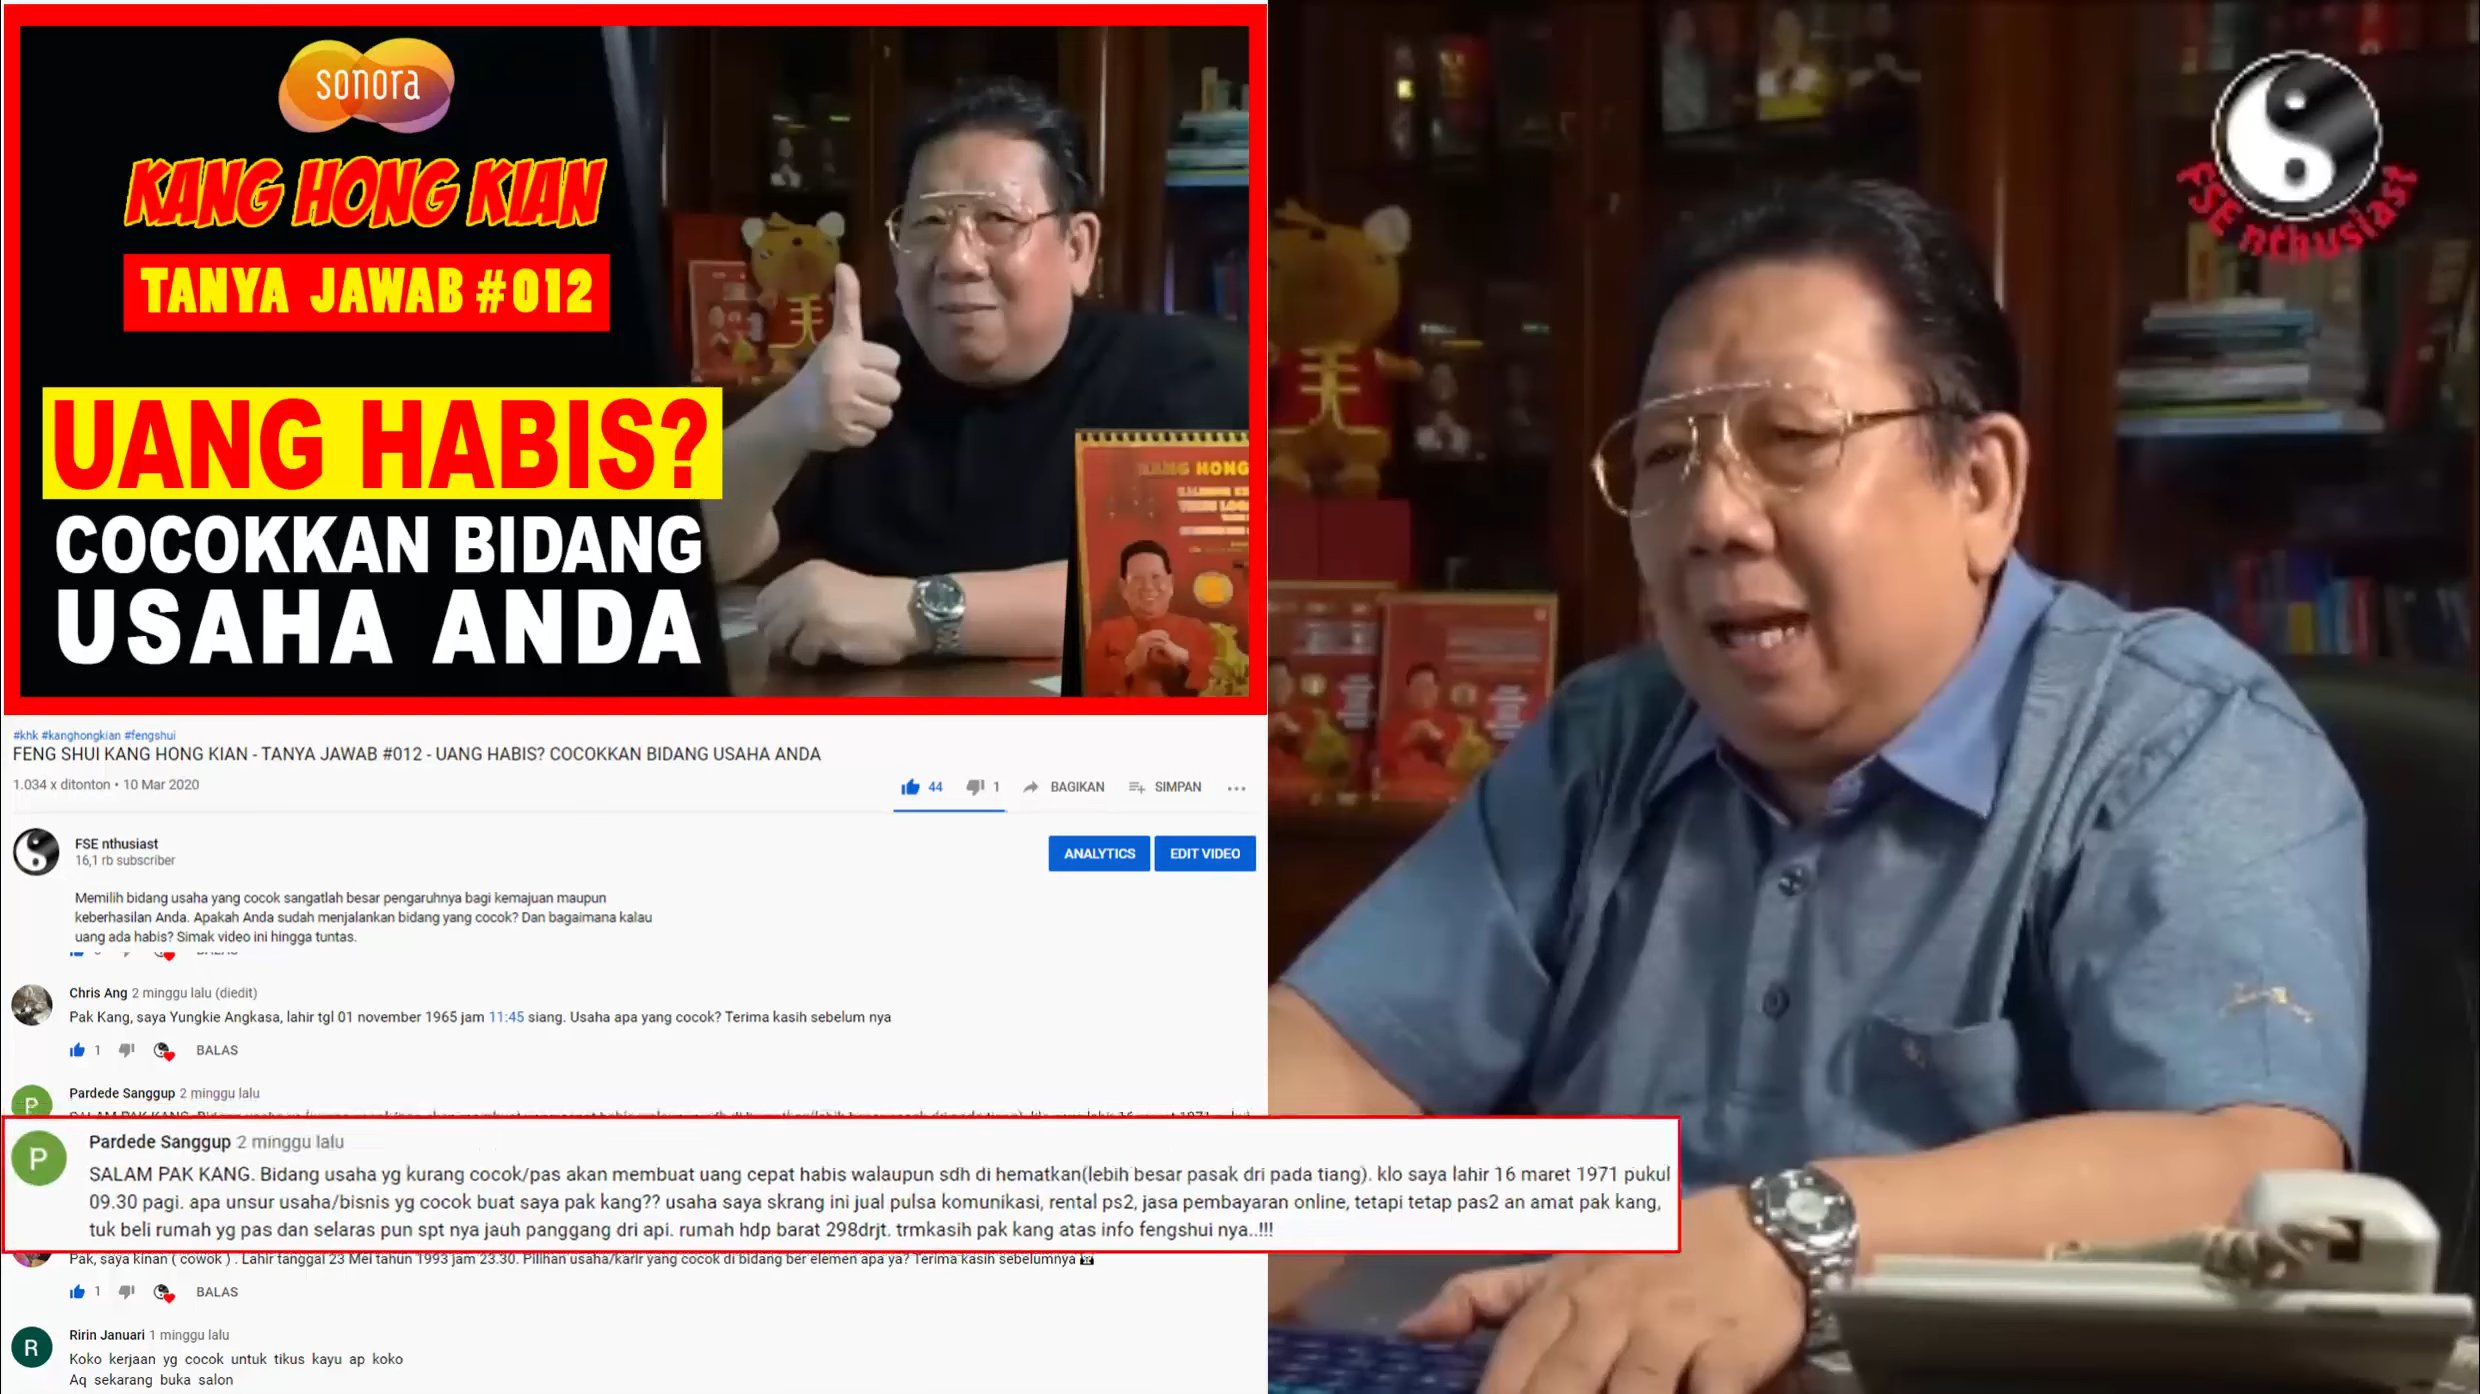 sonora
KANG HONG KIAN
TANYA JAWAB #012
UANG HABIS?
COCOKKAN BIDANG
USAHA ANDA
KANG HONG
FSE nthusiast
#khk #kanghongkian #fengshui
FENG SHUI KANG HONG KIAN - TANYA JAWAB #012 - UANG HABIS? COCOKKAN BIDANG USAHA ANDA
1.034 x ditonton • 10 Mar 2020
44 1 BAGIKAN SIMPAN ...
FSE nthusiast
16,1 rb subscriber
ANALYTICS EDIT VIDEO
Memilih bidang usaha yang cocok sangatlah besar pengaruhnya bagi kemajuan maupun
keberhasilan Anda. Apakah Anda sudah menjalankan bidang yang cocok? Dan bagaimana kalau
uang ada habis? Simak video ini hingga tuntas.
Chris Ang 2 minggu lalu (diedit)
Pak Kang, saya Yungkie Angkasa, lahir tgl 01 november 1965 jam 11:45 siang. Usaha apa yang cocok? Terima kasih sebelum nya
1 BALAS
P Pardede Sanggup 2 minggu lalu
P Pardede Sanggup 2 minggu lalu
SALAM PAK KANG. Bidang usaha yg kurang cocok/pas akan membuat uang cepat habis walaupun sdh di hematkan(lebih besar pasak dri pada tiang). klo saya lahir 16 maret 1971 pukul
09.30 pagi. apa unsur usaha/bisnis yg cocok buat saya pak kang?? usaha saya skrang ini jual pulsa komunikasi, rental ps2, jasa pembayaran online, tetapi tetap pas2 an amat pak kang,
tuk beli rumah yg pas dan selaras pun spt nya jauh panggang dri api. rumah hdp barat 298drjt. trmkasih pak kang atas info fengshui nya..!!!
Pak, saya kinan ( cowok ) . Lahir tanggal 23 Mei tahun 1993 jam 23.30. Pilihan usaha/karir yang cocok di bidang ber elemen apa ya? Terima kasih sebelumnya
1 BALAS
R Ririn Januari 1 minggu lalu
Koko kerjaan yg cocok untuk tikus kayu ap koko
Aq sekarang buka salon